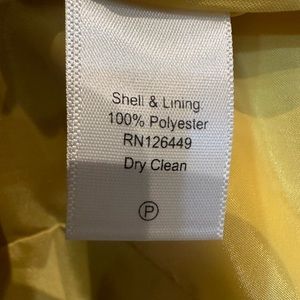 Shell & Lining:
100% Polyester
RN126449
Dry Clean
P